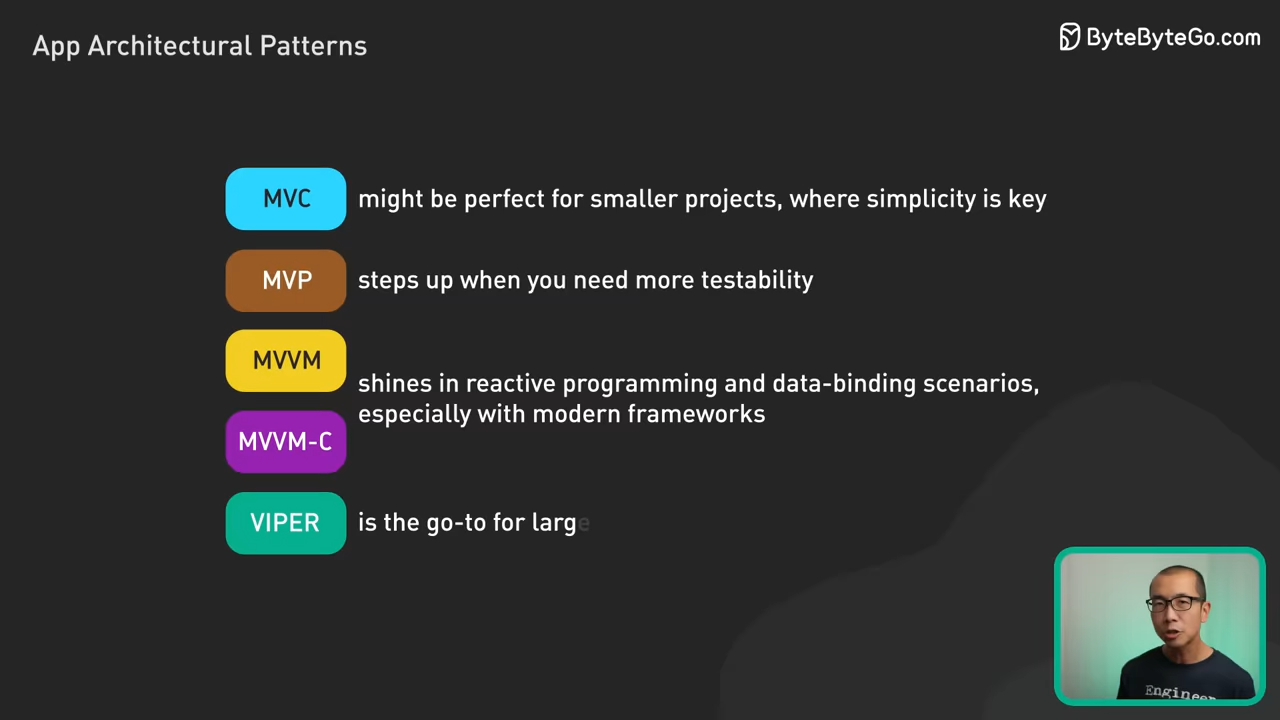 App Architectural Patterns
ByteByteGo.com
MVC might be perfect for smaller projects, where simplicity is key
MVP steps up when you need more testability
MVVM
shines in reactive programming and data-binding scenarios,
especially with modern frameworks
MVVM-C
VIPER is the go-to for large
Engineer